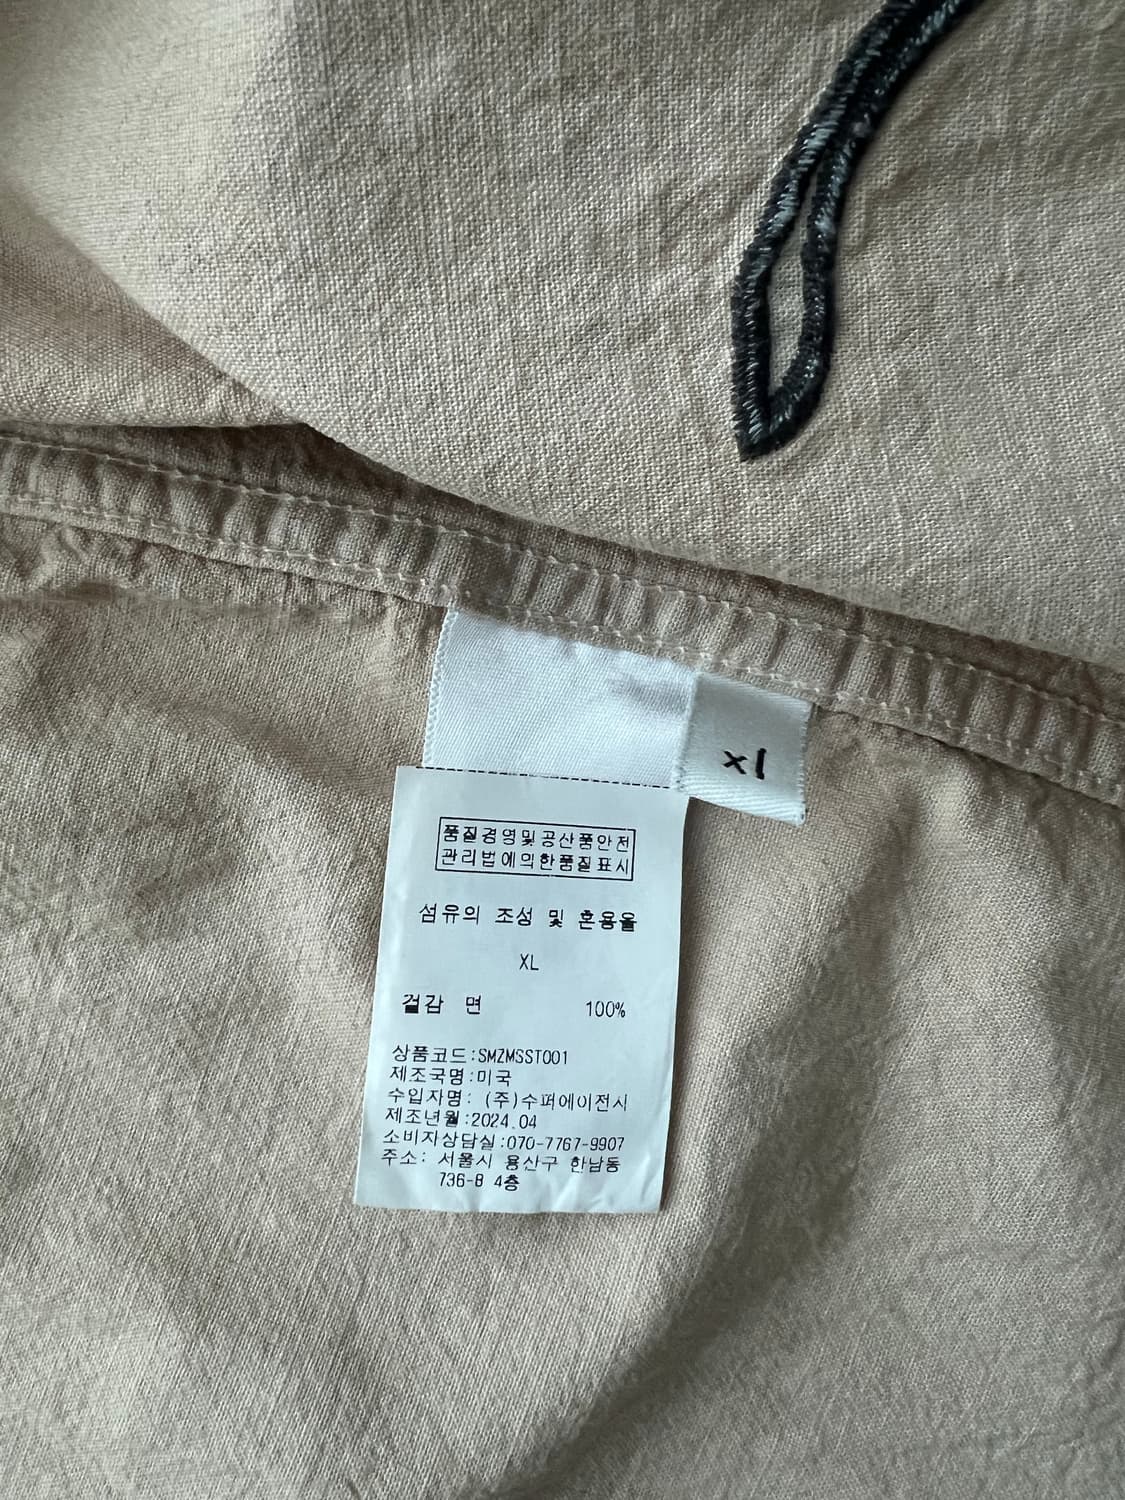 xl
품질경영및공산품안전
관리법에의한품질표시
섬유의 조성 및 혼용율
XL
겉감 면 100%
상품코드:SMZMSST001
제조국명:미국
수입자명: (주)수퍼에이전시
제조년월:2024.04
소비자상담실:070-7767-9907
주소: 서울시 용산구 한남동
736-B 4층